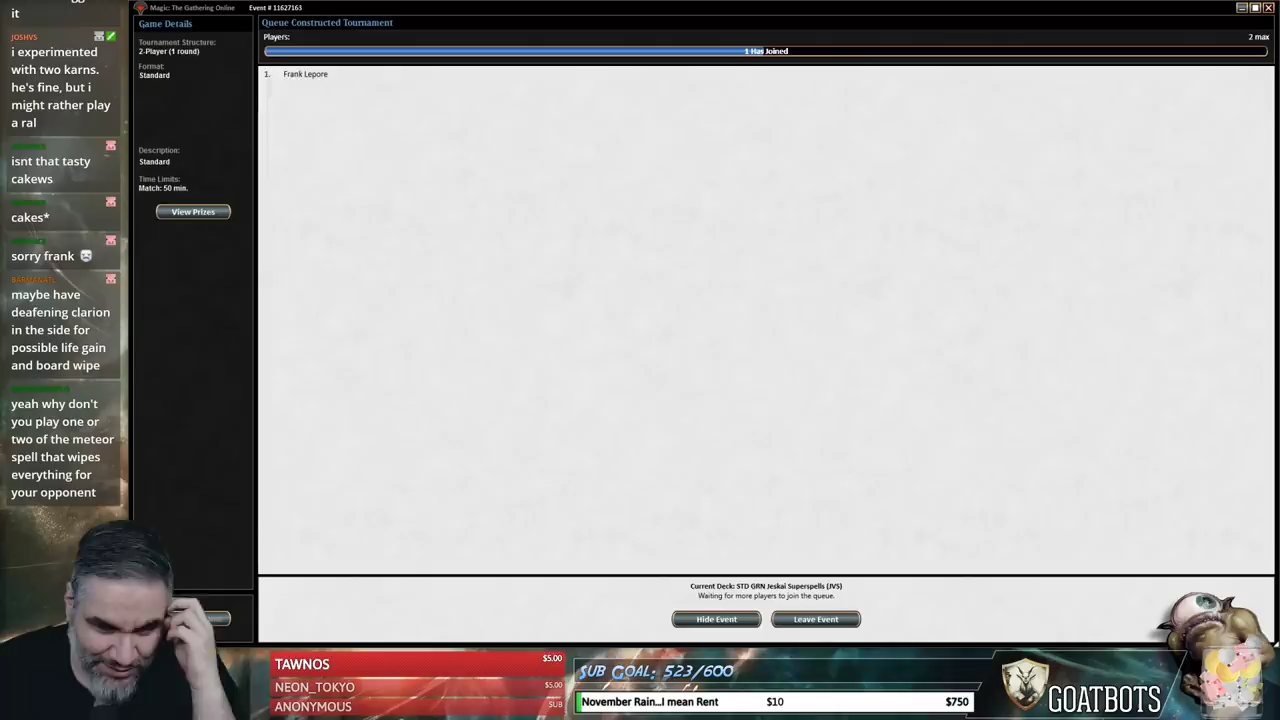 it
JOSHVS
i experimented
with two karns.
he's fine, but i
might rather play
a ral
isnt that tasty
cakews
cakes*
sorry frank
maybe have
deafening clarion
in the side for
possible life gain
and board wipe
yeah why don't
you play one or
two of the meteor
spell that wipes
everything for
your opponent
Magic: The Gathering Online Event # 11627163
Game Details
Tournament Structure:
2-Player (1 round)
Format:
Standard
Description:
Standard
Time Limits:
Match: 50 min.
View Prizes
Queue Constructed Tournament
Players: 2 max
1 Has Joined
1. Frank Lepore
Current Deck: STD GRN Jeskai Superspells (JVS)
Waiting for more players to join the queue.
Hide Event Leave Event
TAWNOS $5.00
NEON_TOKYO $5.00
ANONYMOUS SUB
SUB GOAL: 523/600
November Rain...I mean Rent $10 $750
GOATBOTS